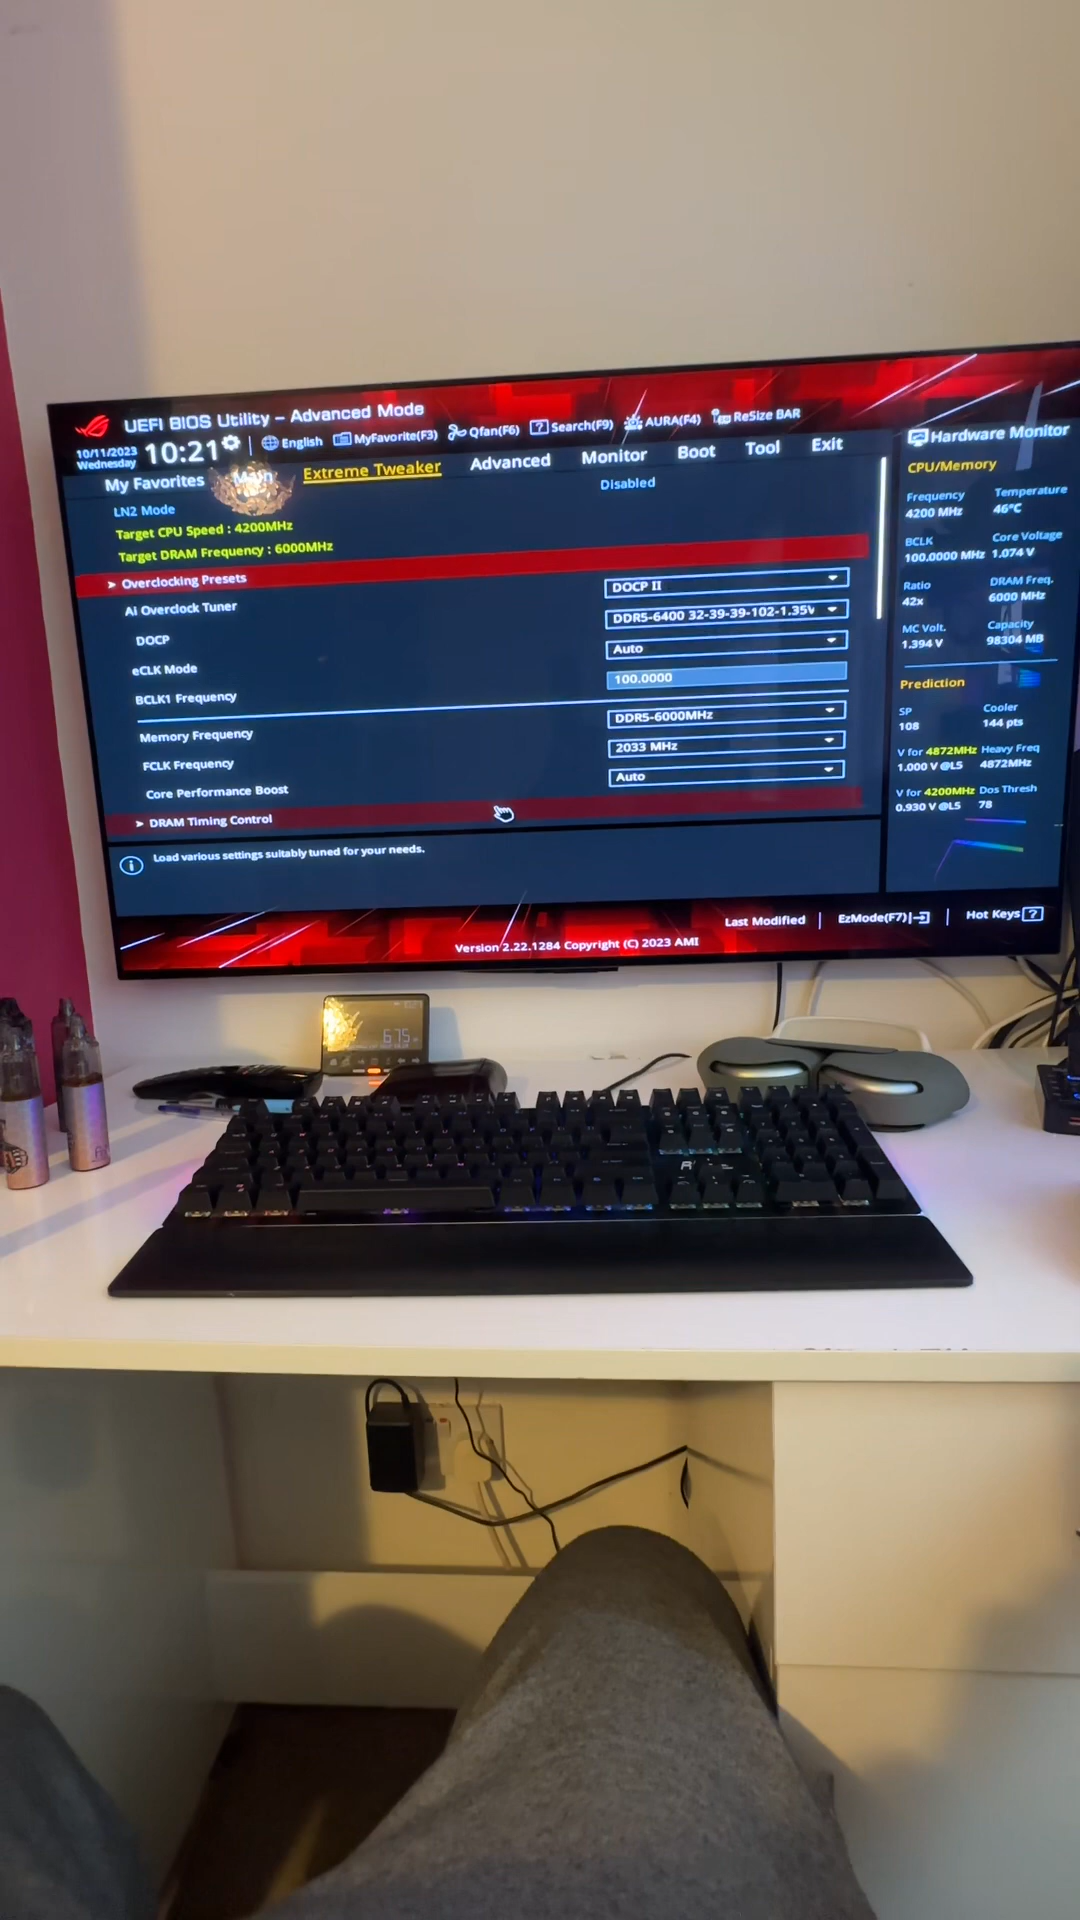 UEFI BIOS Utility – Advanced Mode
10/11/2023
Wednesday
10:21
English
MyFavorite(F3)
Qfan(F6)
Search(F9)
AURA(F4)
ReSize BAR
My Favorites
Main
Extreme Tweaker
Advanced
Monitor
Boot
Tool
Exit
LN2 Mode
Disabled
Target CPU Speed : 4200MHz
Target DRAM Frequency : 6000MHz
> Overclocking Presets
Ai Overclock Tuner
DOCP II
DOCP
DDR5-6400 32-39-39-102-1.35V
eCLK Mode
Auto
BCLK1 Frequency
100.0000
Memory Frequency
DDR5-6000MHz
FCLK Frequency
2033 MHz
Core Performance Boost
Auto
> DRAM Timing Control
Load various settings suitably tuned for your needs.
Hardware Monitor
CPU/Memory
Frequency
Temperature
4200 MHz
46°C
BCLK
Core Voltage
100.0000 MHz
1.074 V
Ratio
DRAM Freq.
42x
6000 MHz
MC Volt.
Capacity
1.394 V
98304 MB
Prediction
SP
Cooler
108
144 pts
V for 4872MHz
Heavy Freq
1.000 V @L5
4872MHz
V for 4200MHz
Dos Thresh
0.930 V @L5
78
Last Modified
EzMode(F7)
Hot Keys ?
Version 2.22.1284 Copyright (C) 2023 AMI
675